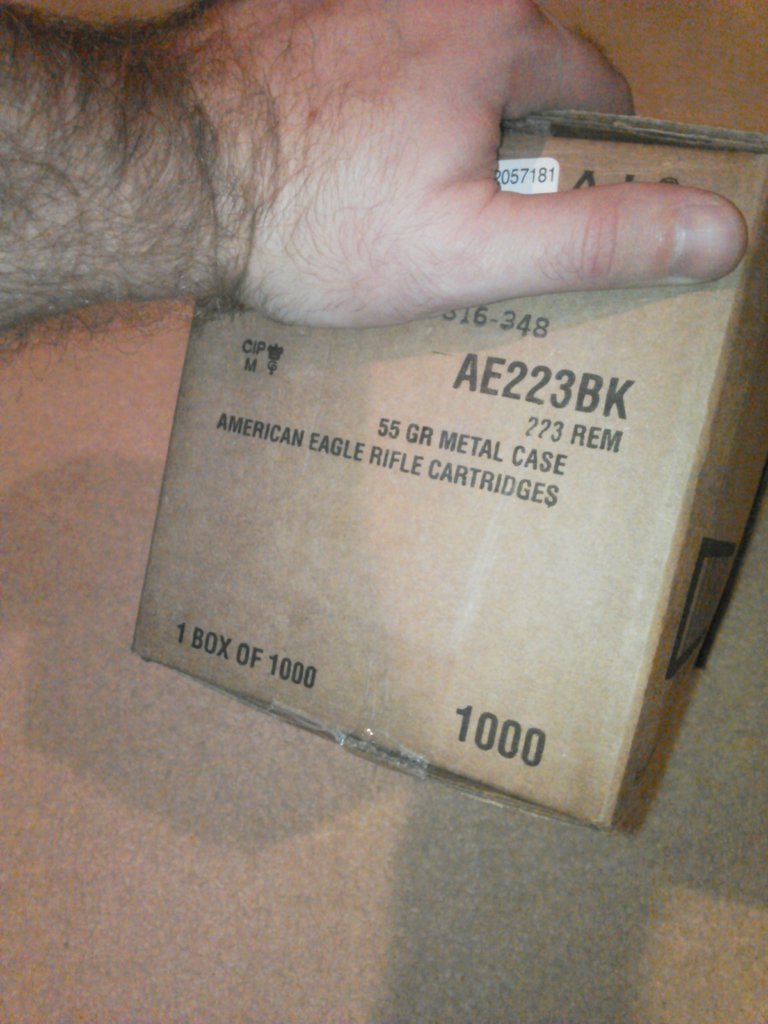 2057181
316-348
CIP
M
AE223BK
223 REM
55 GR METAL CASE
AMERICAN EAGLE RIFLE CARTRIDGES
1 BOX OF 1000
1000